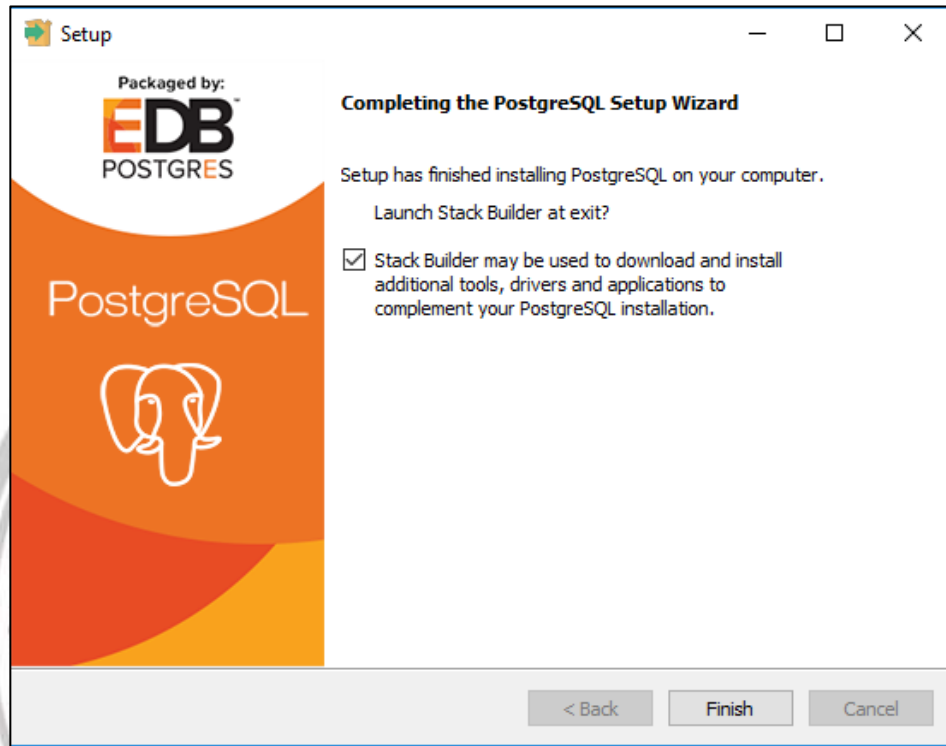 Setup
Packaged by:
EDB
POSTGRES
PostgreSQL
Completing the PostgreSQL Setup Wizard
Setup has finished installing PostgreSQL on your computer.
Launch Stack Builder at exit?
Stack Builder may be used to download and install
additional tools, drivers and applications to
complement your PostgreSQL installation.
< Back
Finish
Cancel